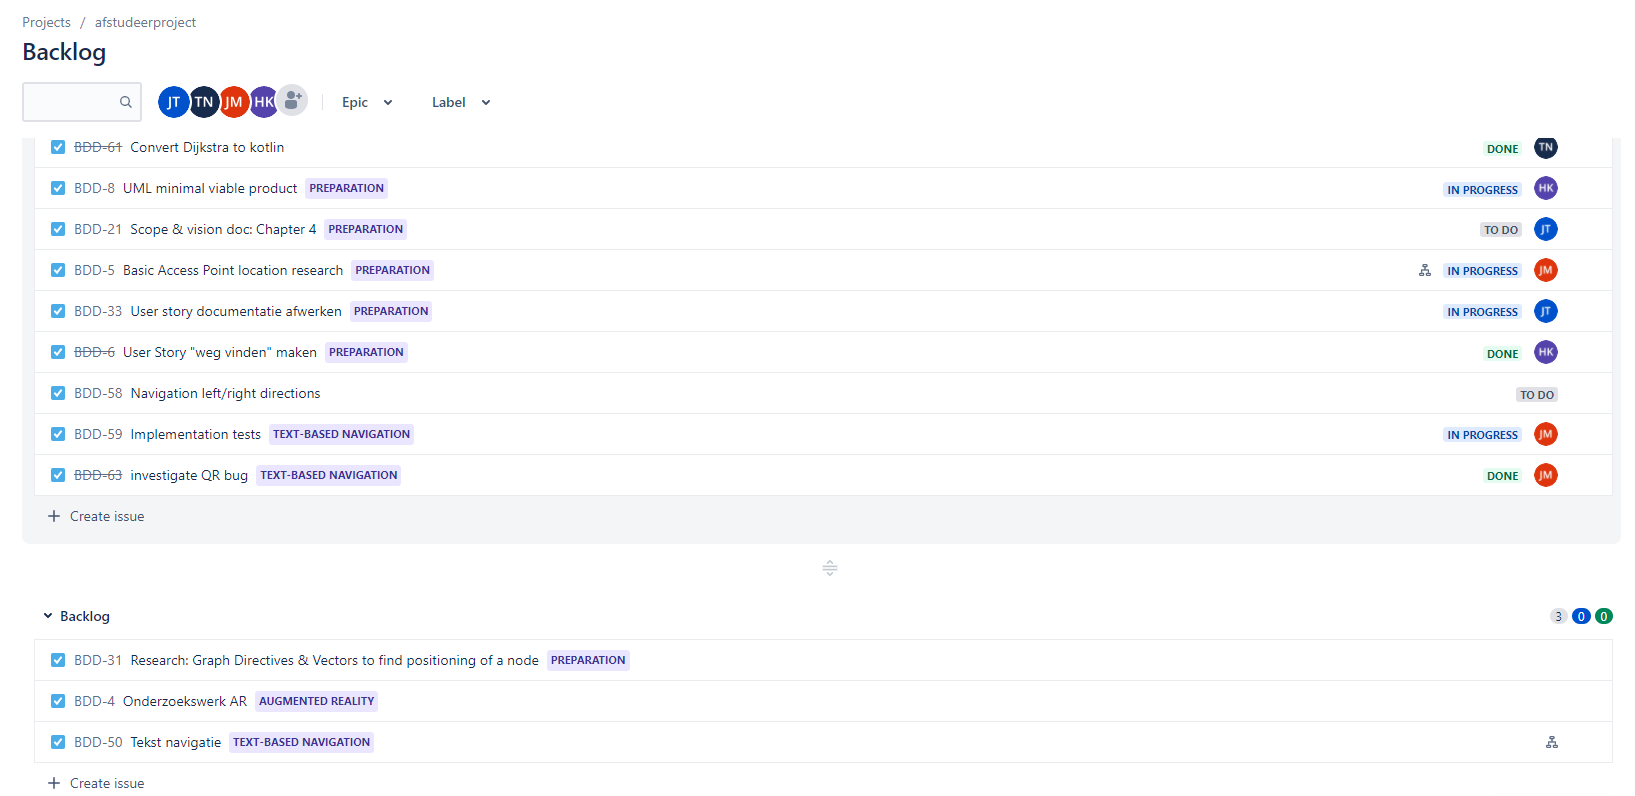 Projects / afstudeerproject
Backlog
JT TN JM HK Epic Label
BDD-61 Convert Dijkstra to kotlin DONE TN
BDD-8 UML minimal viable product PREPARATION IN PROGRESS HK
BDD-21 Scope & vision doc: Chapter 4 PREPARATION TO DO JT
BDD-5 Basic Access Point location research PREPARATION IN PROGRESS JM
BDD-33 User story documentatie afwerken PREPARATION IN PROGRESS JT
BDD-6 User Story "weg vinden" maken PREPARATION DONE HK
BDD-58 Navigation left/right directions TO DO
BDD-59 Implementation tests TEXT-BASED NAVIGATION IN PROGRESS JM
BDD-63 investigate QR bug TEXT-BASED NAVIGATION DONE JM
+ Create issue
Backlog 3 0 0
BDD-31 Research: Graph Directives & Vectors to find positioning of a node PREPARATION
BDD-4 Onderzoekswerk AR AUGMENTED REALITY
BDD-50 Tekst navigatie TEXT-BASED NAVIGATION
+ Create issue